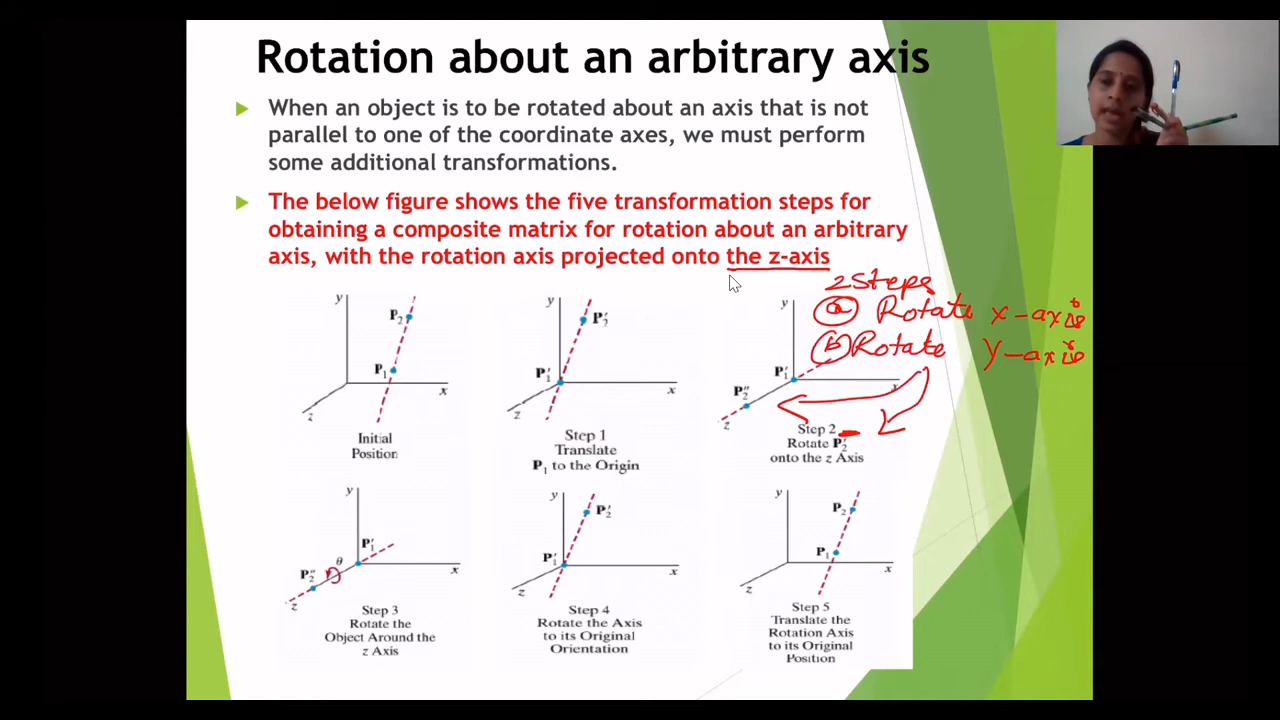 Rotation about an arbitrary axis
When an object is to be rotated about an axis that is not
parallel to one of the coordinate axes, we must perform
some additional transformations.
The below figure shows the five transformation steps for
obtaining a composite matrix for rotation about an arbitrary
axis, with the rotation axis projected onto the z-axis
2 steps
a Rotate x-axis
b Rotate y-axis
y
P2
P1
x
z
Initial
Position
y
P2′
P1′
x
z
Step 1
Translate
P1 to the Origin
y
P1′
P2″
x
z
Step 2
Rotate P2′
onto the z Axis
y
P1′
θ
P2″
x
z
Step 3
Rotate the
Object Around the
z Axis
y
P2′
P1′
x
z
Step 4
Rotate the Axis
to its Original
Orientation
y
P2
P1
x
z
Step 5
Translate the
Rotation Axis
to its Original
Position